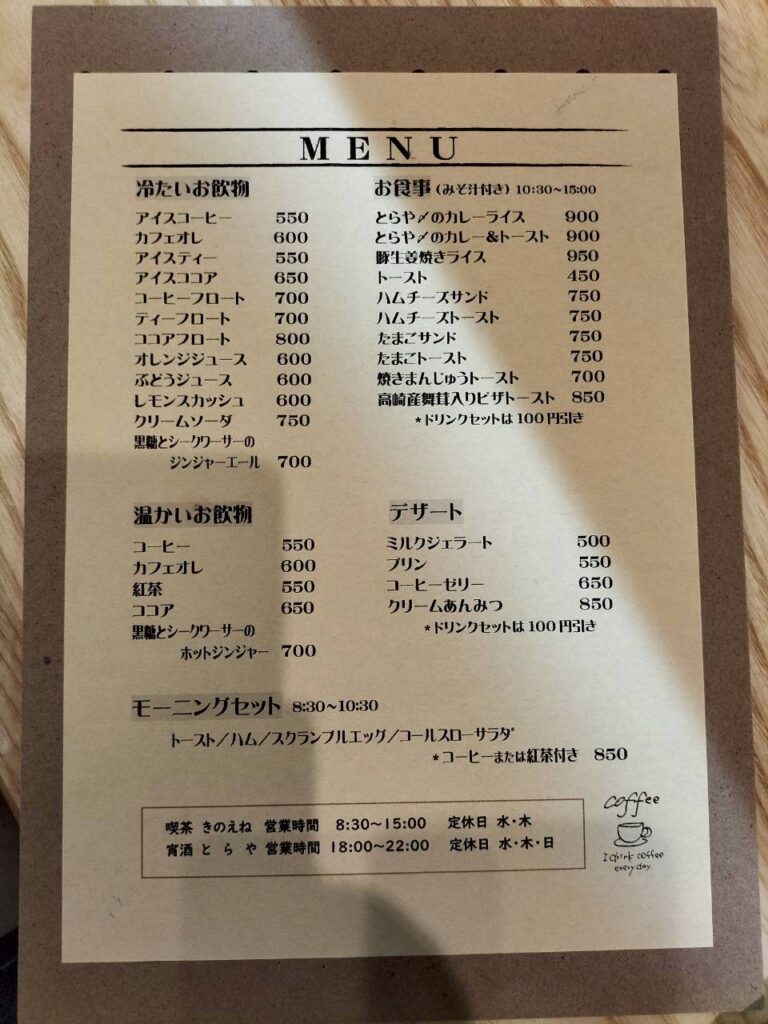 MENU
冷たいお飲物
アイスコーヒー 550
カフェオレ 600
アイスティー 550
アイスココア 650
コーヒーフロート 700
ティーフロート 700
ココアフロート 800
オレンジジュース 600
ぶどうジュース 600
レモンスカッシュ 600
クリームソーダ 750
黒糖とシークワーサーの
ジンジャーエール 700
お食事(みそ汁付き) 10:30~15:00
とらや〆のカレーライス 900
とらや〆のカレー&トースト 900
豚生姜焼きライス 950
トースト 450
ハムチーズサンド 750
ハムチーズトースト 750
たまごサンド 750
たまごトースト 750
焼きまんじゅうトースト 700
高崎産舞茸入りピザトースト 850
*ドリンクセットは100円引き
温かいお飲物
コーヒー 550
カフェオレ 600
紅茶 550
ココア 650
黒糖とシークワーサーの
ホットジンジャー 700
デザート
ミルクジェラート 500
プリン 550
コーヒーゼリー 650
クリームあんみつ 850
*ドリンクセットは100円引き
モーニングセット 8:30~10:30
トースト/ハム/スクランブルエッグ/コールスローサラダ
*コーヒーまたは紅茶付き 850
喫茶 きのえね 営業時間 8:30~15:00 定休日 水・木
宵酒 とらや 営業時間 18:00~22:00 定休日 水・木・日
coffee
I drink coffee
everyday.